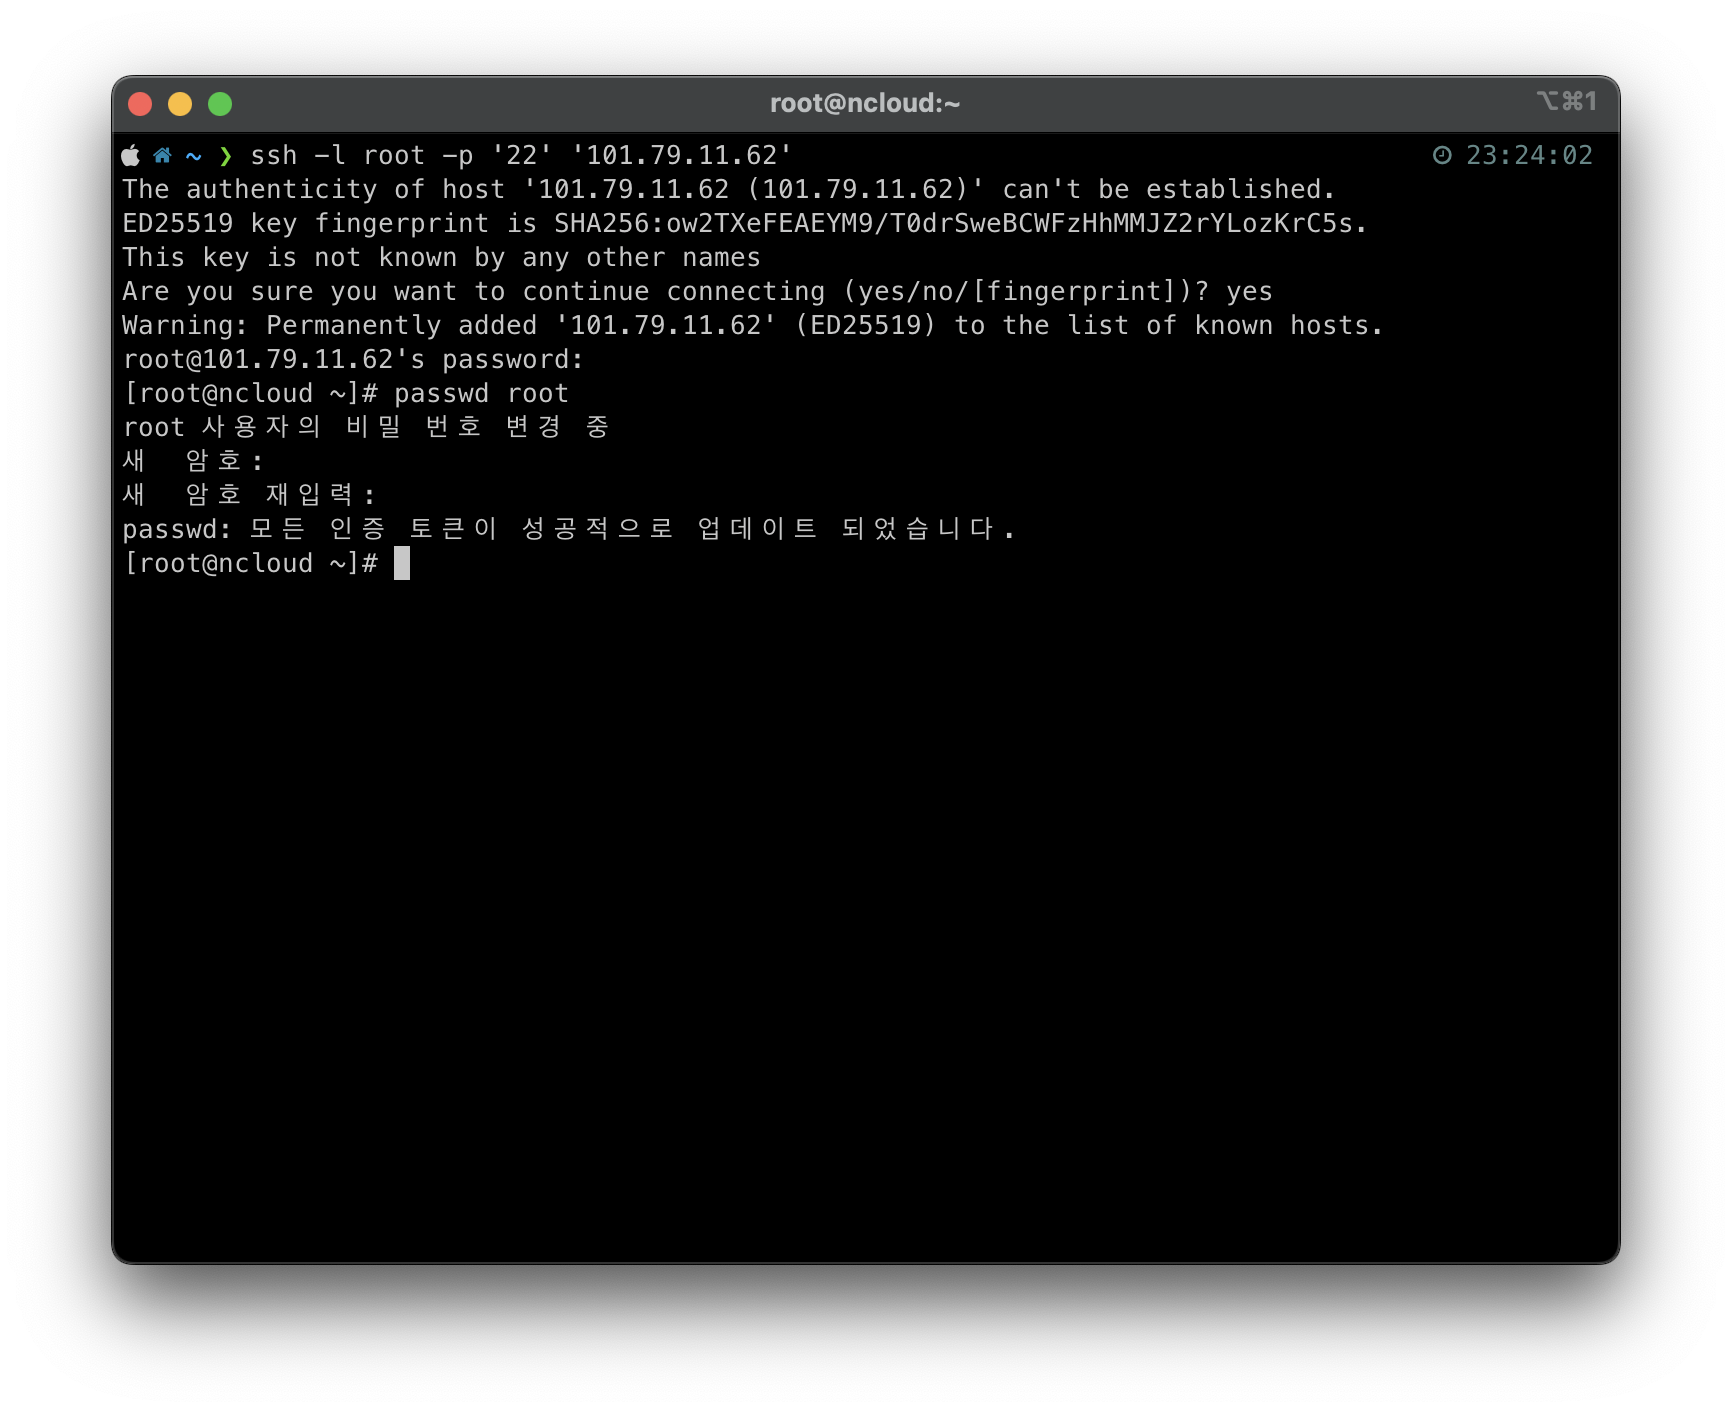 root@ncloud:~ ⌥⌘1
~ ❯ ssh -l root -p '22' '101.79.11.62' 23:24:02
The authenticity of host '101.79.11.62 (101.79.11.62)' can't be established.
ED25519 key fingerprint is SHA256:ow2TXeFEAEYM9/T0drSweBCWFzHhMMJZ2rYLozKrC5s.
This key is not known by any other names
Are you sure you want to continue connecting (yes/no/[fingerprint])? yes
Warning: Permanently added '101.79.11.62' (ED25519) to the list of known hosts.
root@101.79.11.62's password:
[root@ncloud ~]# passwd root
root 사용자의 비밀 번호 변경 중
새 암호:
새 암호 재입력:
passwd: 모든 인증 토큰이 성공적으로 업데이트 되었습니다.
[root@ncloud ~]#